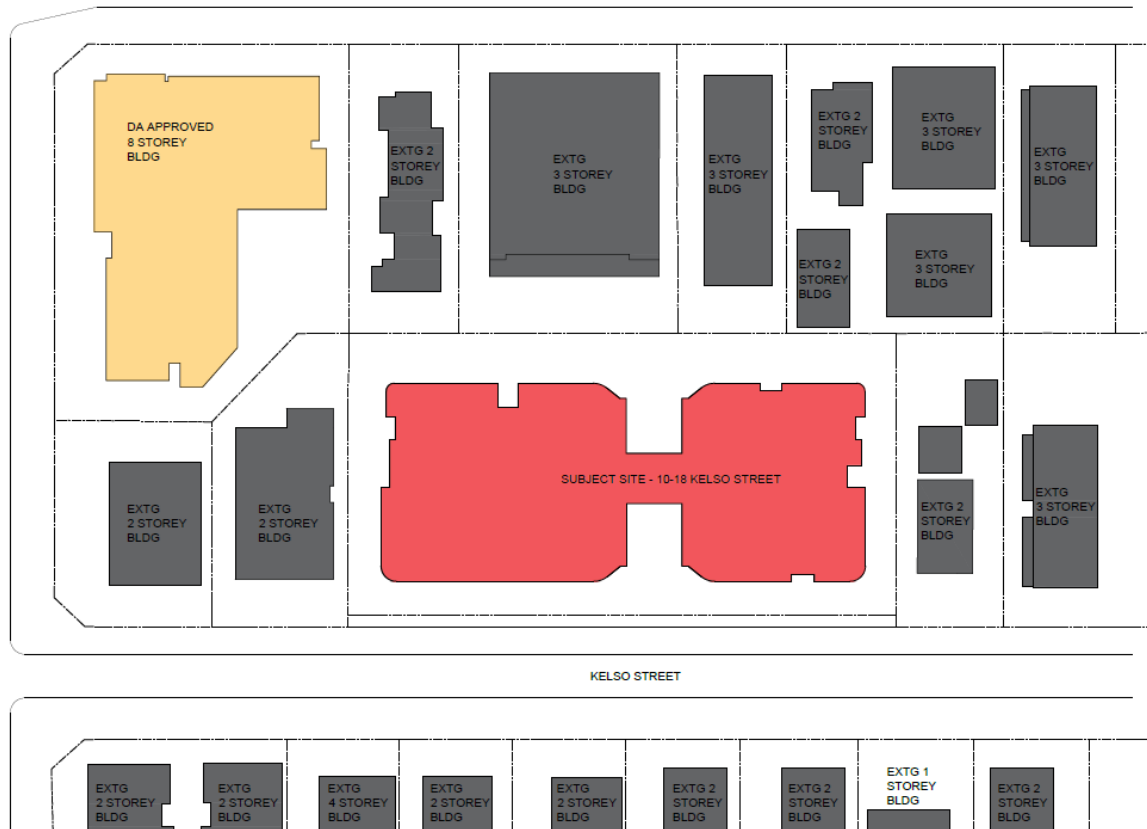 DA APPROVED
8 STOREY
BLDG
EXTG 2
STOREY
BLDG
EXTG
3 STOREY
BLDG
EXTG
3 STOREY
BLDG
EXTG 2
STOREY
BLDG
EXTG
3 STOREY
BLDG
EXTG
3 STOREY
BLDG
EXTG 2
STOREY
BLDG
EXTG
3 STOREY
BLDG
EXTG
2 STOREY
BLDG
EXTG
2 STOREY
BLDG
SUBJECT SITE - 10-18 KELSO STREET
EXTG 2
STOREY
BLDG
EXTG
3 STOREY
BLDG
KELSO STREET
EXTG
2 STOREY
BLDG
EXTG
2 STOREY
BLDG
EXTG
4 STOREY
BLDG
EXTG
2 STOREY
BLDG
EXTG
2 STOREY
BLDG
EXTG 2
STOREY
BLDG
EXTG 2
STOREY
BLDG
EXTG 1
STOREY
BLDG
EXTG 2
STOREY
BLDG